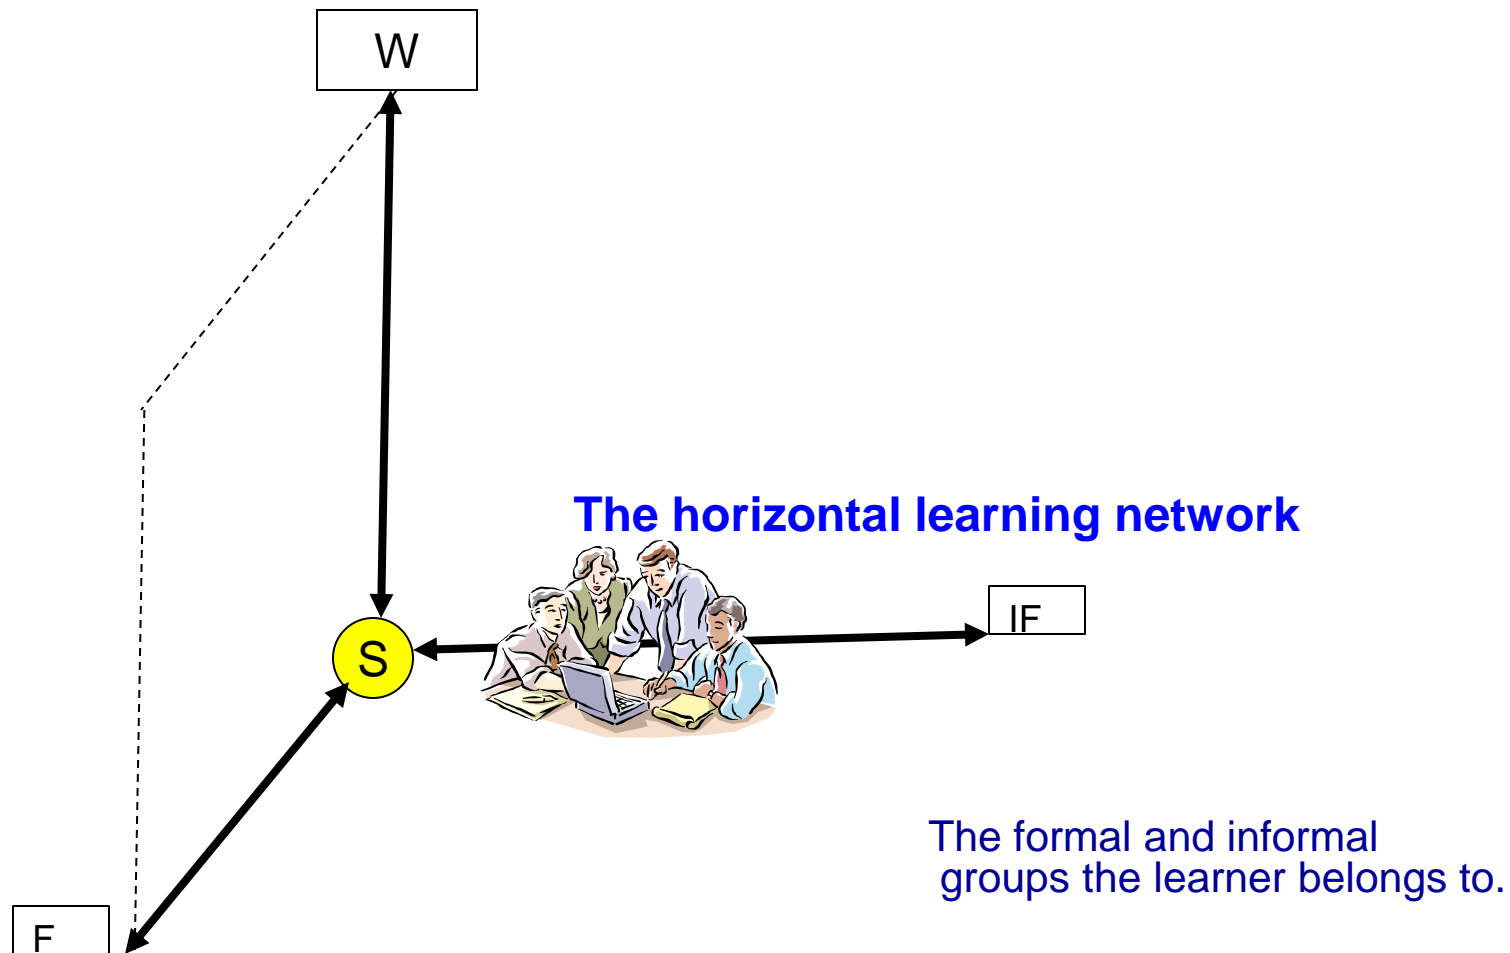 W
The horizontal learning network
IF
S
The formal and informal
groups the learner belongs to.
F